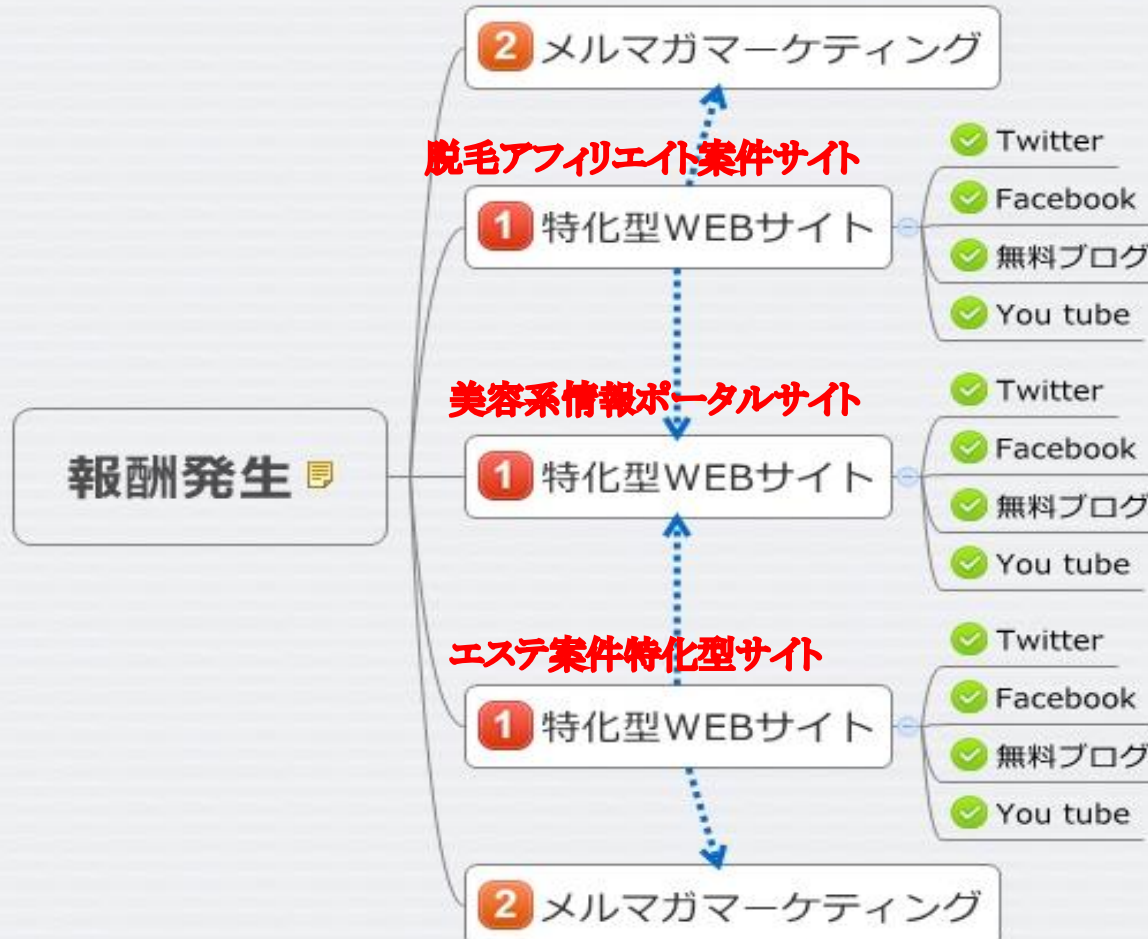 2 メルマガマーケティング
脱毛アフィリエイト案件サイト
1 特化型WEBサイト
Twitter
Facebook
無料ブログ
You tube
美容系情報ポータルサイト
報酬発生
1 特化型WEBサイト
Twitter
Facebook
無料ブログ
You tube
エステ案件特化型サイト
1 特化型WEBサイト
Twitter
Facebook
無料ブログ
You tube
2 メルマガマーケティング